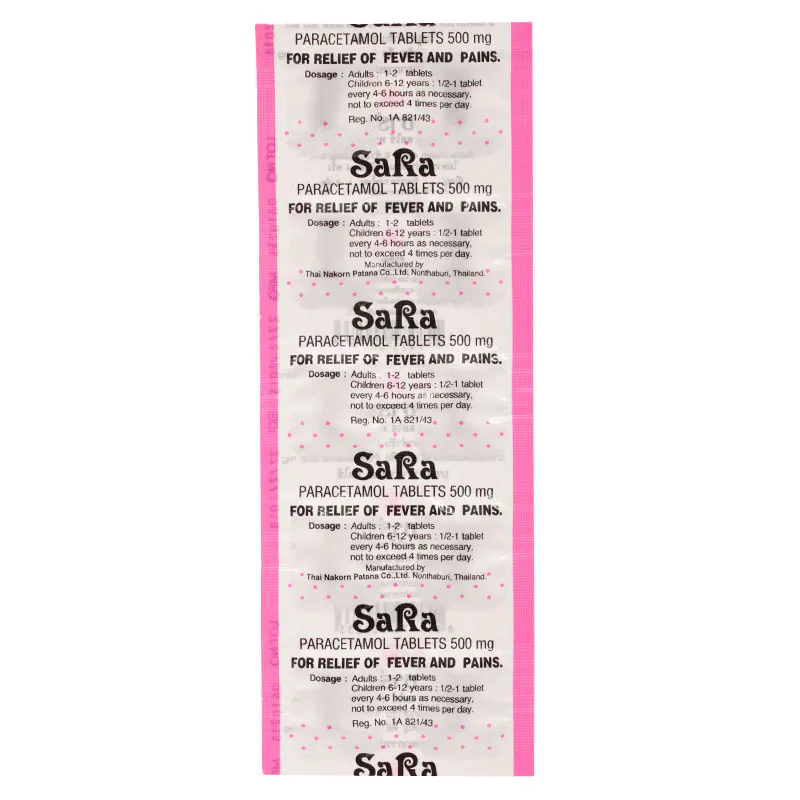 SaRa
PARACETAMOL TABLETS 500 mg
FOR RELIEF OF FEVER AND PAINS.
Dosage : Adults : 1-2 tablets
Children 6-12 years : 1/2-1 tablet
every 4-6 hours as necessary,
not to exceed 4 times per day.
Reg. No. 1A 821/43
SaRa
PARACETAMOL TABLETS 500 mg
FOR RELIEF OF FEVER AND PAINS.
Dosage : Adults : 1-2 tablets
Children 6-12 years : 1/2-1 tablet
every 4-6 hours as necessary,
not to exceed 4 times per day.
Manufactured by
Thai Nakorn Patana Co.,Ltd. Nonthaburi, Thailand.
SaRa
PARACETAMOL TABLETS 500 mg
FOR RELIEF OF FEVER AND PAINS.
Dosage : Adults : 1-2 tablets
Children 6-12 years : 1/2-1 tablet
every 4-6 hours as necessary,
not to exceed 4 times per day.
Reg. No. 1A 821/43
SaRa
PARACETAMOL TABLETS 500 mg
FOR RELIEF OF FEVER AND PAINS.
Dosage : Adults : 1-2 tablets
Children 6-12 years : 1/2-1 tablet
every 4-6 hours as necessary,
not to exceed 4 times per day.
Manufactured by
Thai Nakorn Patana Co.,Ltd. Nonthaburi, Thailand.
SaRa
PARACETAMOL TABLETS 500 mg
FOR RELIEF OF FEVER AND PAINS.
Dosage : Adults : 1-2 tablets
Children 6-12 years : 1/2-1 tablet
every 4-6 hours as necessary,
not to exceed 4 times per day.
Reg. No. 1A 821/43
SaRa